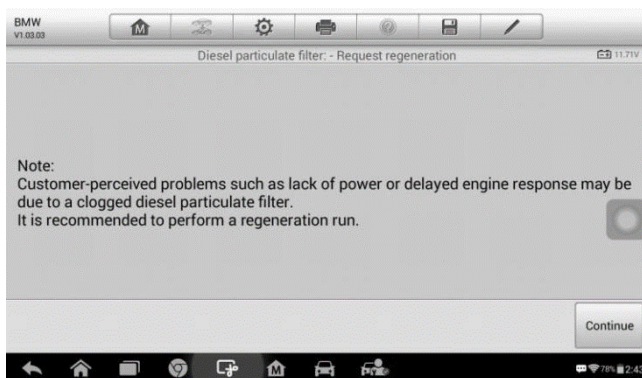 BMW
V1.03.03
Diesel particulate filter: - Request regeneration
11.71V
Note:
Customer-perceived problems such as lack of power or delayed engine response may be
due to a clogged diesel particulate filter.
It is recommended to perform a regeneration run.
Continue
78%